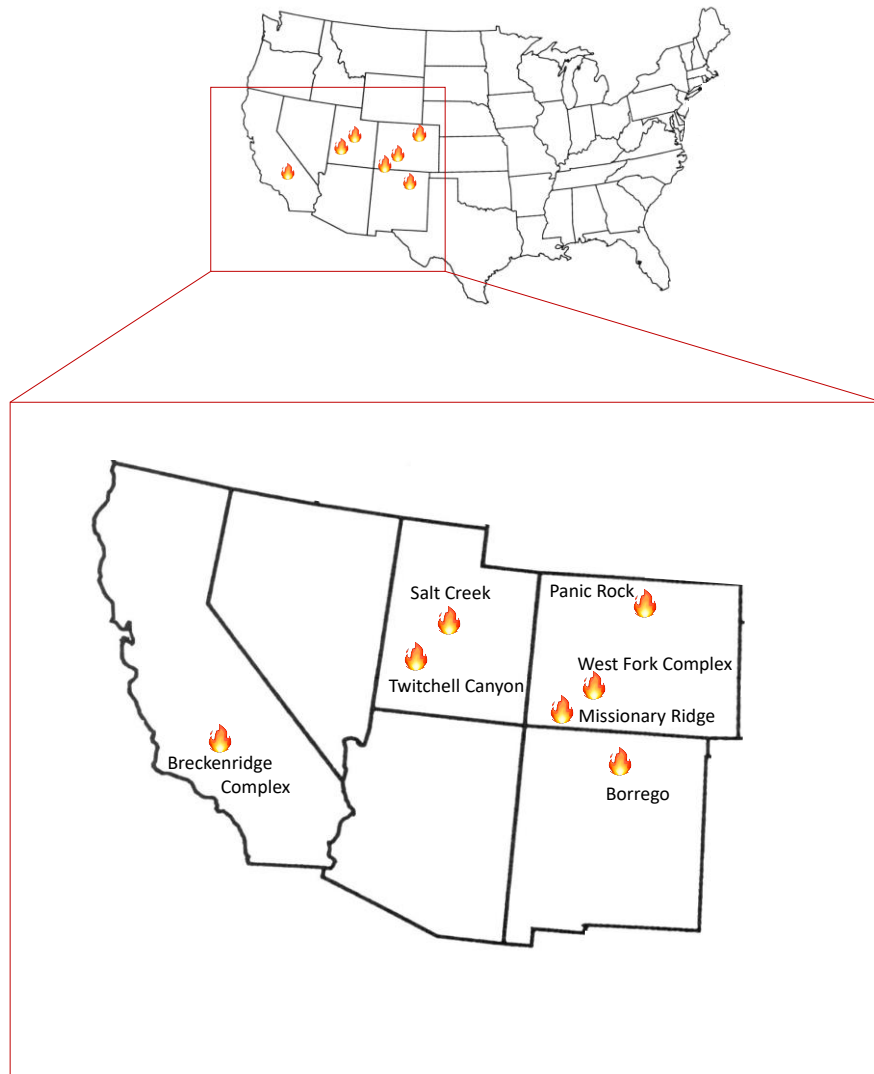 Salt Creek
Panic Rock
West Fork Complex
Twitchell Canyon
Missionary Ridge
Breckenridge
Complex
Borrego